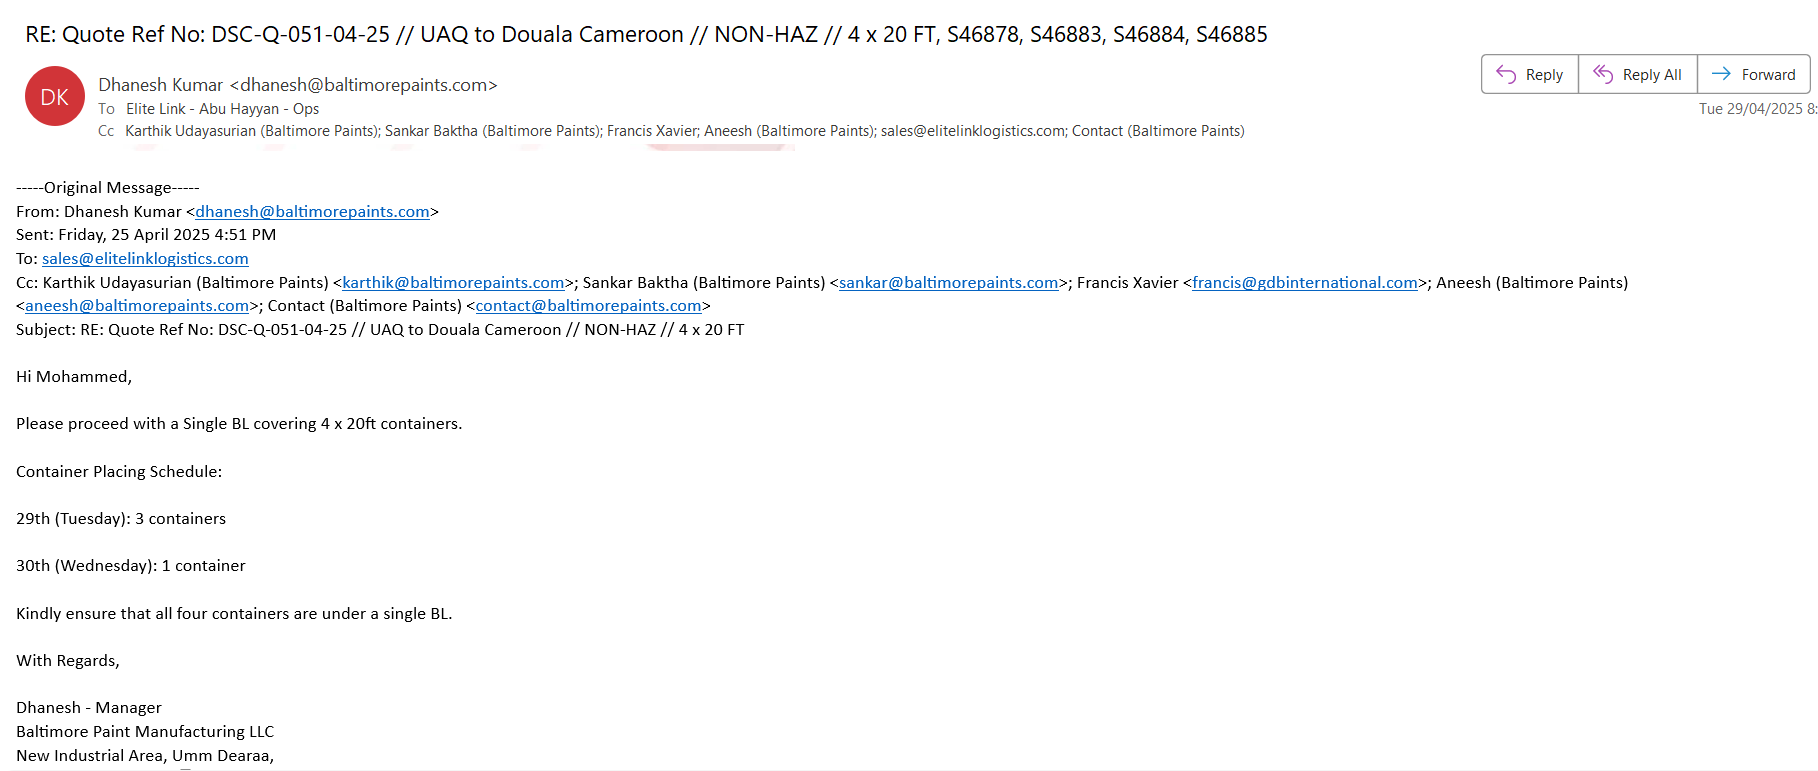 RE: Quote Ref No: DSC-Q-051-04-25 // UAQ to Douala Cameroon // NON-HAZ // 4 x 20 FT, S46878, S46883, S46884, S46885
DK
Dhanesh Kumar <dhanesh@baltimorepaints.com>
To Elite Link - Abu Hayyan - Ops
Cc Karthik Udayasurian (Baltimore Paints); Sankar Baktha (Baltimore Paints); Francis Xavier; Aneesh (Baltimore Paints); sales@elitelinklogistics.com; Contact (Baltimore Paints)
Reply
Reply All
Forward
Tue 29/04/2025 8:
-----Original Message-----
From: Dhanesh Kumar <dhanesh@baltimorepaints.com>
Sent: Friday, 25 April 2025 4:51 PM
To: sales@elitelinklogistics.com
Cc: Karthik Udayasurian (Baltimore Paints) <karthik@baltimorepaints.com>; Sankar Baktha (Baltimore Paints) <sankar@baltimorepaints.com>; Francis Xavier <francis@gdbinternational.com>; Aneesh (Baltimore Paints)
<aneesh@baltimorepaints.com>; Contact (Baltimore Paints) <contact@baltimorepaints.com>
Subject: RE: Quote Ref No: DSC-Q-051-04-25 // UAQ to Douala Cameroon // NON-HAZ // 4 x 20 FT
Hi Mohammed,
Please proceed with a Single BL covering 4 x 20ft containers.
Container Placing Schedule:
29th (Tuesday): 3 containers
30th (Wednesday): 1 container
Kindly ensure that all four containers are under a single BL.
With Regards,
Dhanesh - Manager
Baltimore Paint Manufacturing LLC
New Industrial Area, Umm Dearaa,